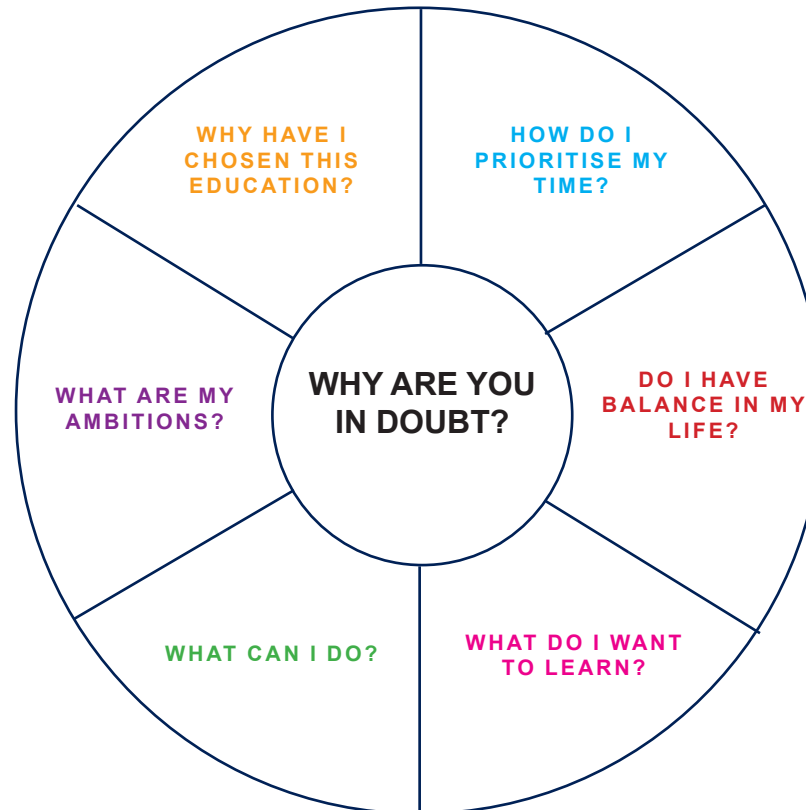 WHY HAVE I
CHOSEN THIS
EDUCATION?
HOW DO I
PRIORITISE MY
TIME?
WHAT ARE MY
AMBITIONS?
WHY ARE YOU
IN DOUBT?
DO I HAVE
BALANCE IN MY
LIFE?
WHAT CAN I DO?
WHAT DO I WANT
TO LEARN?